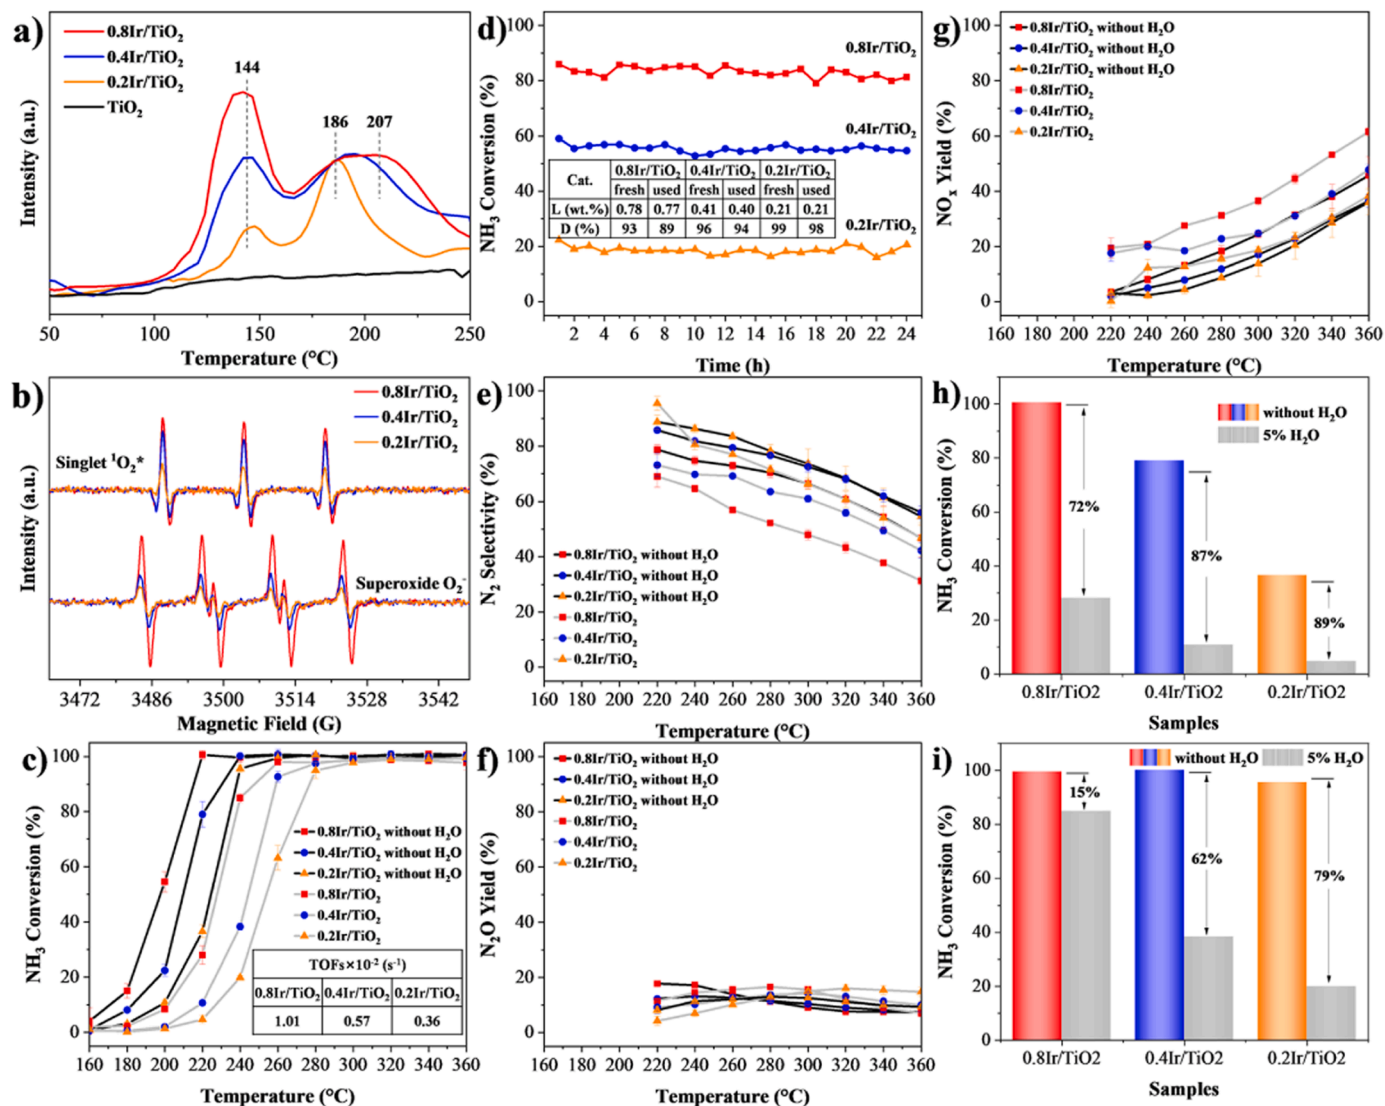 a)
0.8Ir/TiO2
0.4Ir/TiO2
0.2Ir/TiO2
TiO2
144
186
207
Intensity (a.u.)
50
100
150
200
250
Temperature (°C)
b)
0.8Ir/TiO2
0.4Ir/TiO2
0.2Ir/TiO2
Singlet ¹O2*
Superoxide O2⁻
Intensity (a.u.)
3472
3486
3500
3514
3528
3542
Magnetic Field (G)
c)
100
80
60
40
20
0
NH3 Conversion (%)
0.8Ir/TiO2 without H2O
0.4Ir/TiO2 without H2O
0.2Ir/TiO2 without H2O
0.8Ir/TiO2
0.4Ir/TiO2
0.2Ir/TiO2
TOFs×10⁻² (s⁻¹)
0.8Ir/TiO2 0.4Ir/TiO2 0.2Ir/TiO2
1.01 0.57 0.36
160 180 200 220 240 260 280 300 320 340 360
Temperature (°C)
d)
100
80
60
40
20
0
NH3 Conversion (%)
0.8Ir/TiO2
0.4Ir/TiO2
0.2Ir/TiO2
Cat. 0.8Ir/TiO2 0.4Ir/TiO2 0.2Ir/TiO2
fresh used fresh used fresh used
L (wt.%) 0.78 0.77 0.41 0.40 0.21 0.21
D (%) 93 89 96 94 99 98
2 4 6 8 10 12 14 16 18 20 22 24
Time (h)
e)
100
80
60
40
20
0
N2 Selectivity (%)
0.8Ir/TiO2 without H2O
0.4Ir/TiO2 without H2O
0.2Ir/TiO2 without H2O
0.8Ir/TiO2
0.4Ir/TiO2
0.2Ir/TiO2
160 180 200 220 240 260 280 300 320 340 360
Temperature (°C)
f)
100
80
60
40
20
0
N2O Yield (%)
0.8Ir/TiO2 without H2O
0.4Ir/TiO2 without H2O
0.2Ir/TiO2 without H2O
0.8Ir/TiO2
0.4Ir/TiO2
0.2Ir/TiO2
160 180 200 220 240 260 280 300 320 340 360
Temperature (°C)
g)
100
80
60
40
20
0
NOx Yield (%)
0.8Ir/TiO2 without H2O
0.4Ir/TiO2 without H2O
0.2Ir/TiO2 without H2O
0.8Ir/TiO2
0.4Ir/TiO2
0.2Ir/TiO2
160 180 200 220 240 260 280 300 320 340 360
Temperature (°C)
h)
100
80
60
40
20
0
NH3 Conversion (%)
without H2O
5% H2O
72%
87%
89%
0.8Ir/TiO2 0.4Ir/TiO2 0.2Ir/TiO2
Samples
i)
100
80
60
40
20
0
NH3 Conversion (%)
without H2O 5% H2O
15%
62%
79%
0.8Ir/TiO2 0.4Ir/TiO2 0.2Ir/TiO2
Samples